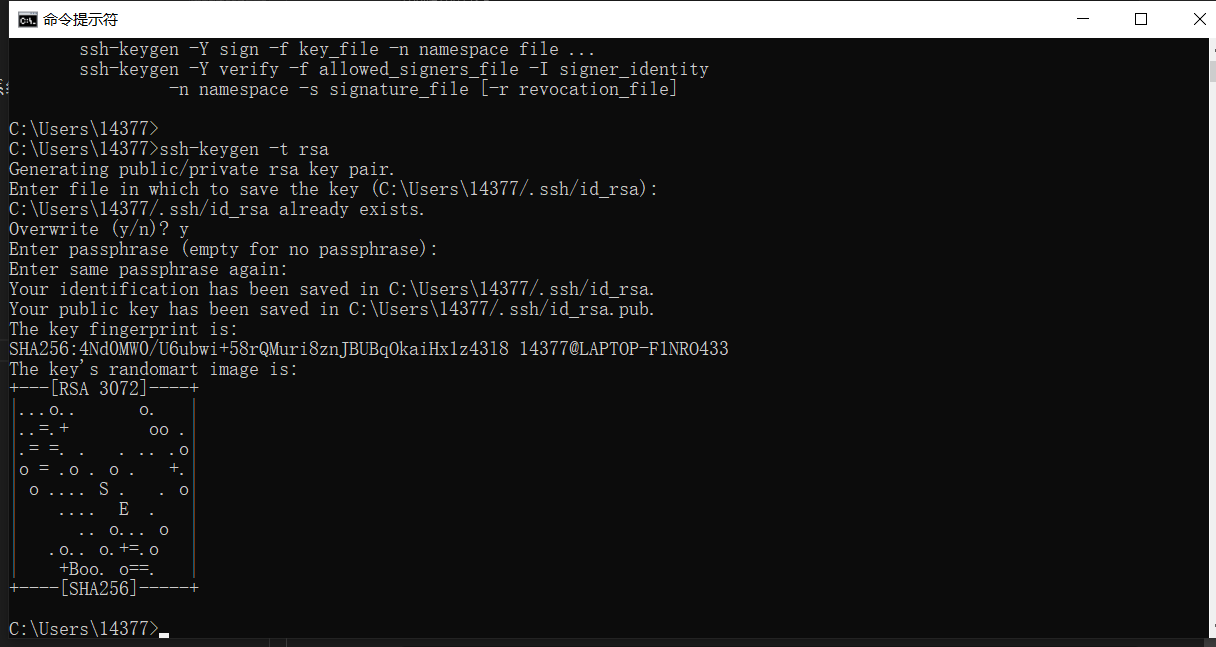 命令提示符
ssh-keygen -Y sign -f key_file -n namespace file ...
ssh-keygen -Y verify -f allowed_signers_file -I signer_identity
-n namespace -s signature_file [-r revocation_file]
C:\Users\14377>
C:\Users\14377>ssh-keygen -t rsa
Generating public/private rsa key pair.
Enter file in which to save the key (C:\Users\14377/.ssh/id_rsa):
C:\Users\14377/.ssh/id_rsa already exists.
Overwrite (y/n)? y
Enter passphrase (empty for no passphrase):
Enter same passphrase again:
Your identification has been saved in C:\Users\14377/.ssh/id_rsa.
Your public key has been saved in C:\Users\14377/.ssh/id_rsa.pub.
The key fingerprint is:
SHA256:4Nd0MW0/U6ubwi+58rQMuri8znJBUBqOkaiHx1z43l8 14377@LAPTOP-F1NRO433
The key's randomart image is:
+---[RSA 3072]----+
|...o..      o.   |
|..=.+        oo .|
|.= =. .   . .. .o|
|o = .o . o .   +.|
| o .... S .   . o|
|    ....  E  .   |
|      .. o... o  |
|   .o.. o.+=.o   |
|    +Boo. o==.   |
+----[SHA256]-----+
C:\Users\14377>